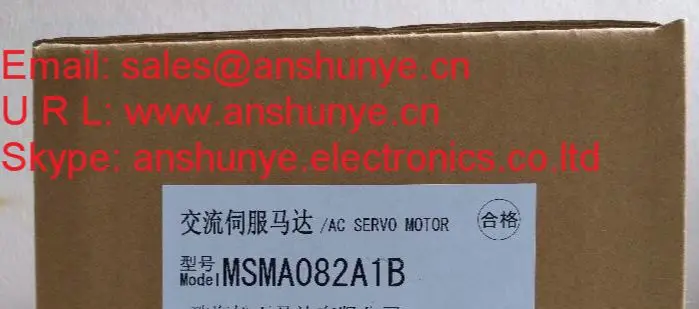 Email: sales@anshunye.cn
U R L: www.anshunye.cn
Skype: anshunye.electronics.co.ltd
交流伺服马达 /AC SERVO MOTOR 合格
型号
Model MSMA082A1B